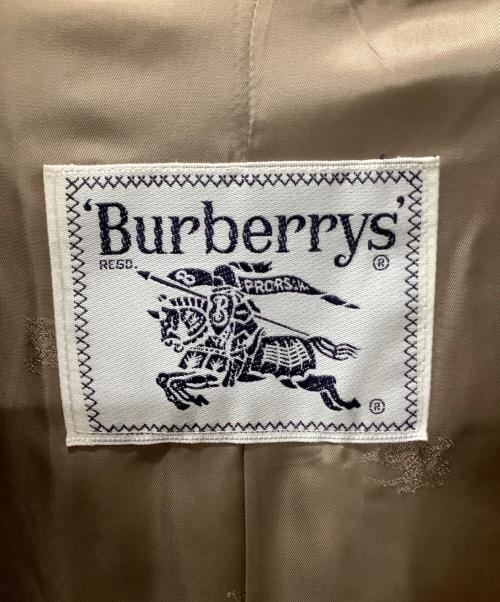 'Burberrys'
REGD. ®
PRORSUM
®